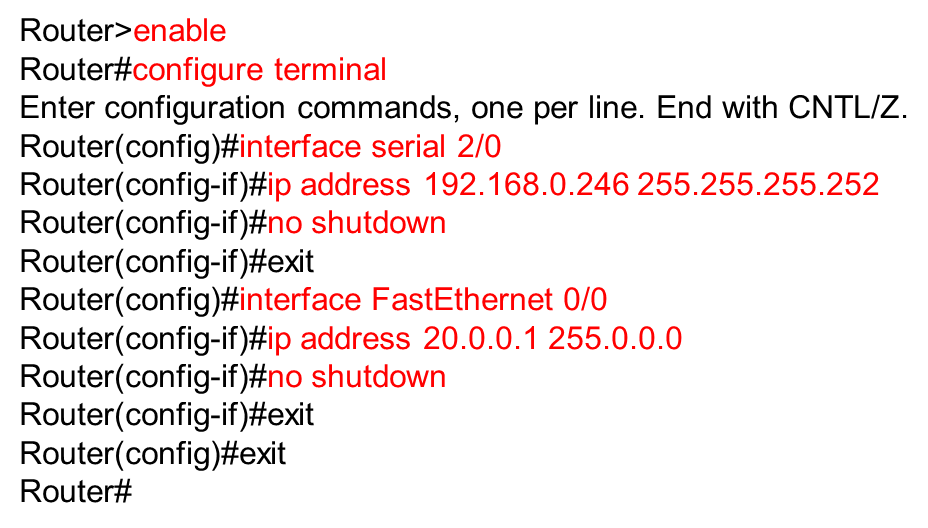 Router>enable
Router#configure terminal
Enter configuration commands, one per line. End with CNTL/Z.
Router(config)#interface serial 2/0
Router(config-if)#ip address 192.168.0.246 255.255.255.252
Router(config-if)#no shutdown
Router(config-if)#exit
Router(config)#interface FastEthernet 0/0
Router(config-if)#ip address 20.0.0.1 255.0.0.0
Router(config-if)#no shutdown
Router(config-if)#exit
Router(config)#exit
Router#